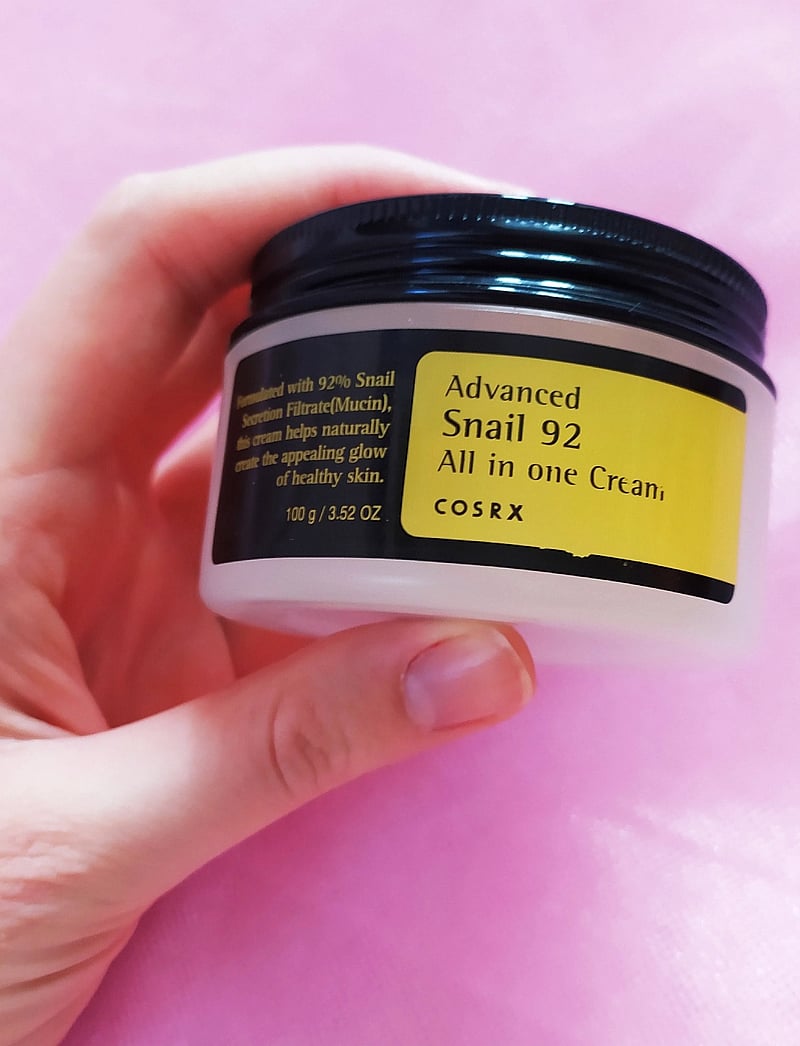 Formulated with 92% Snail
Secretion Filtrate(Mucin),
this cream helps naturally
create the appealing glow
of healthy skin.
100 g / 3.52 OZ
Advanced
Snail 92
All in one Cream
COSRX